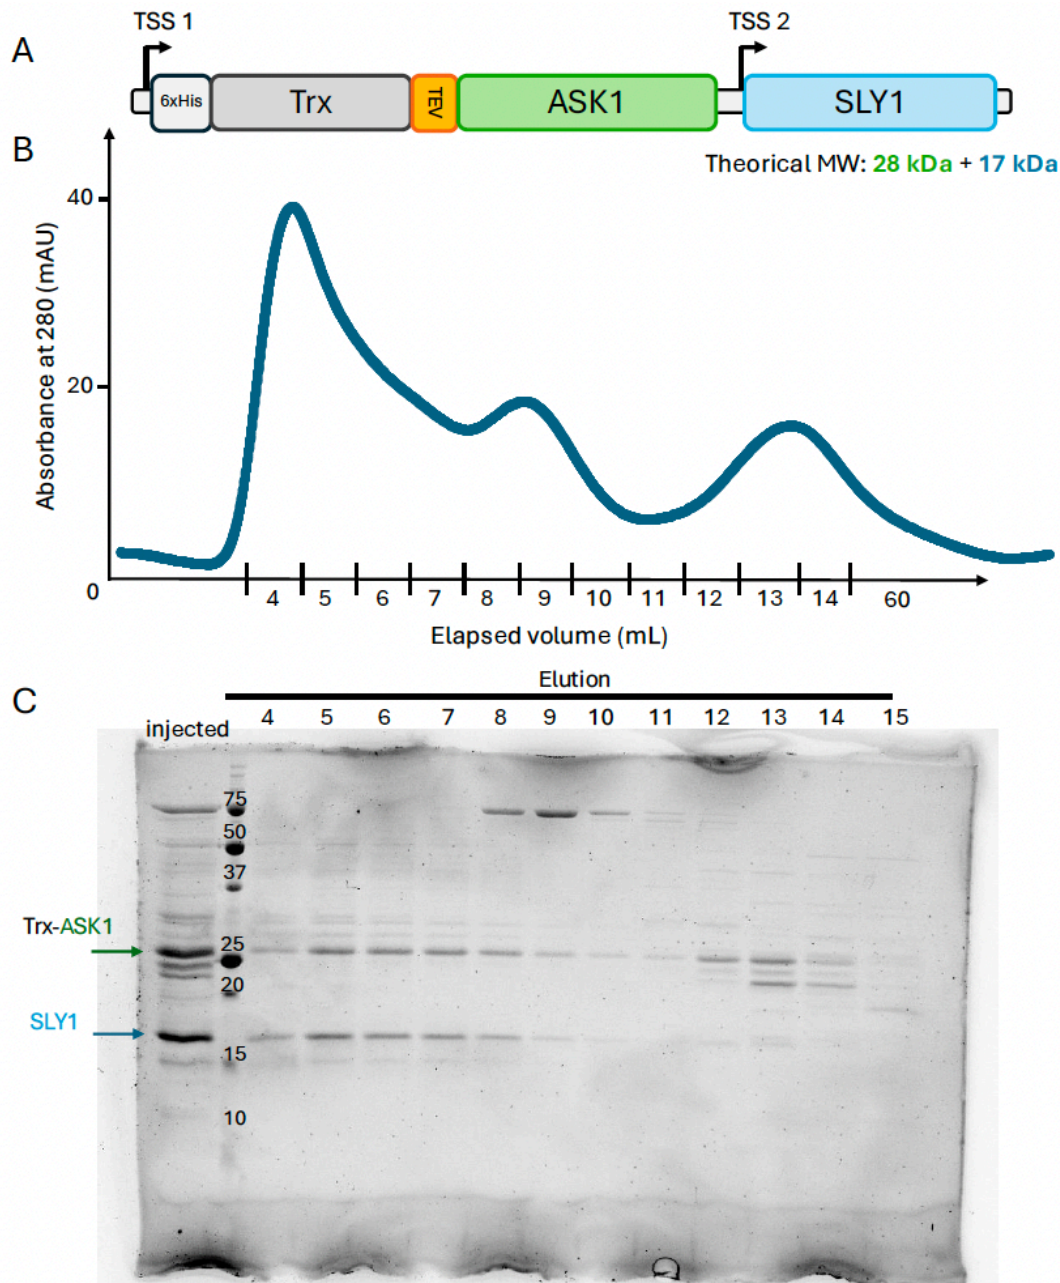 A
TSS 1
TSS 2
6xHis
Trx
TEV
ASK1
SLY1
B
Theorical MW: 28 kDa + 17 kDa
40
20
0
Absorbance at 280 (mAU)
4 5 6 7 8 9 10 11 12 13 14 60
Elapsed volume (mL)
C
Elution
injected 4 5 6 7 8 9 10 11 12 13 14 15
75
50
37
Trx-ASK1
25
20
SLY1
15
10